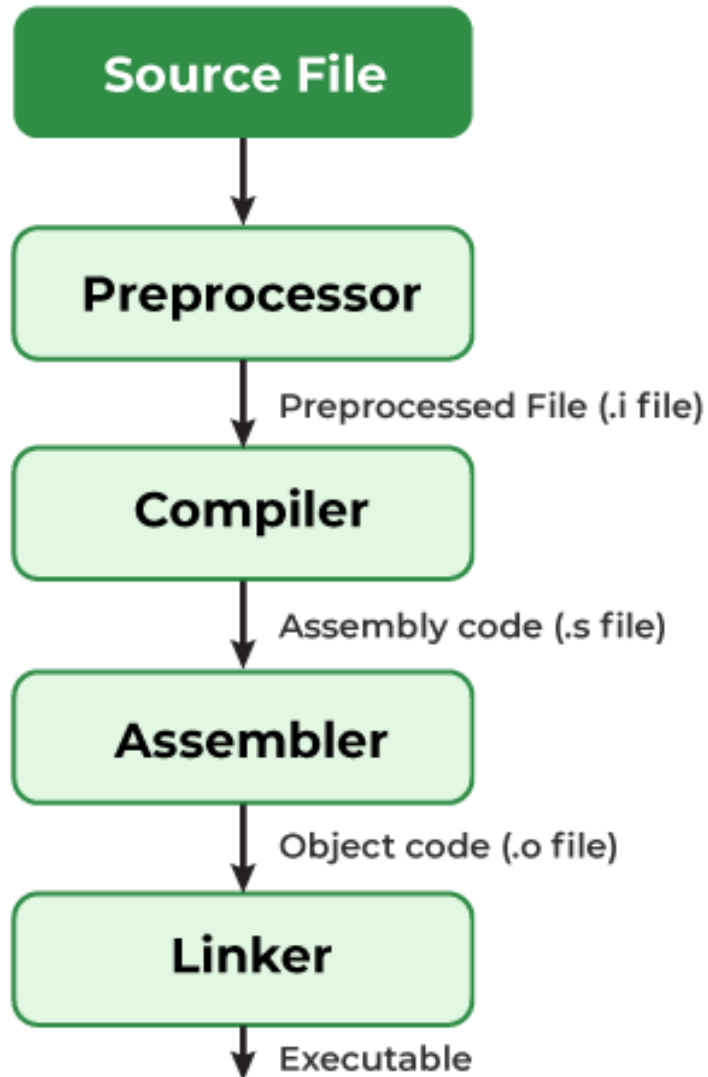 Source File
Preprocessor
Preprocessed File (.i file)
Compiler
Assembly code (.s file)
Assembler
Object code (.o file)
Linker
Executable